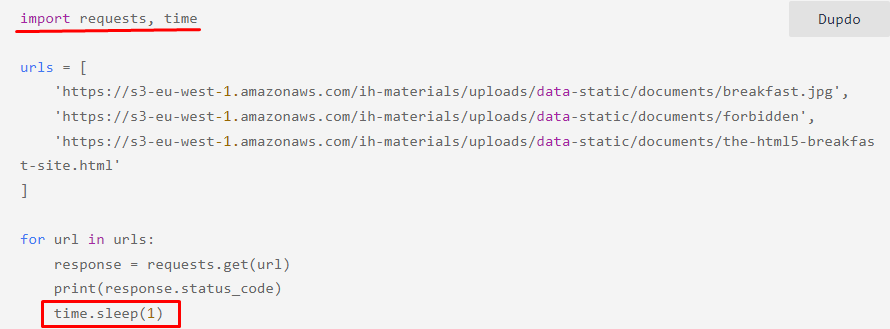 import requests, time
Dupdo
urls = [
    'https://s3-eu-west-1.amazonaws.com/ih-materials/uploads/data-static/documents/breakfast.jpg',
    'https://s3-eu-west-1.amazonaws.com/ih-materials/uploads/data-static/documents/forbidden',
    'https://s3-eu-west-1.amazonaws.com/ih-materials/uploads/data-static/documents/the-html5-breakfas
t-site.html'
]
for url in urls:
    response = requests.get(url)
    print(response.status_code)
    time.sleep(1)